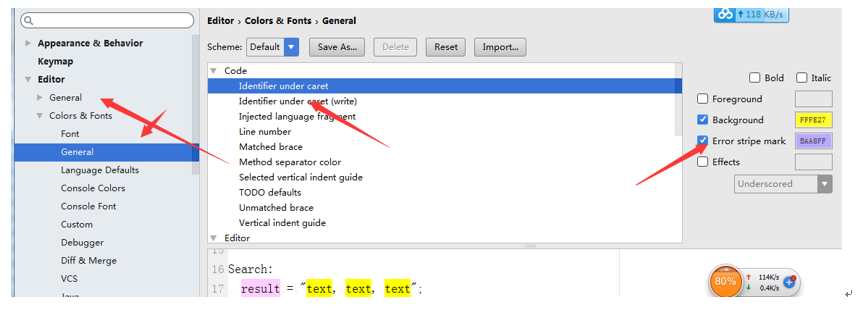 Appearance & Behavior
Keymap
Editor
General
Colors & Fonts
Font
General
Language Defaults
Console Colors
Console Font
Custom
Debugger
Diff & Merge
VCS
Java
Editor › Colors & Fonts › General
Scheme: Default Save As... Delete Reset Import...
Code
Identifier under caret
Identifier under caret (write)
Injected language fragment
Line number
Matched brace
Method separator color
Selected vertical indent guide
TODO defaults
Unmatched brace
Vertical indent guide
Editor
15
16 Search:
17 result = "text, text, text";
↑ 118 KB/s
Bold Italic
Foreground
Background FFFE27
Error stripe mark BAA8FF
Effects
Underscored
80% ↑ 114K/s
↓ 0.4K/s